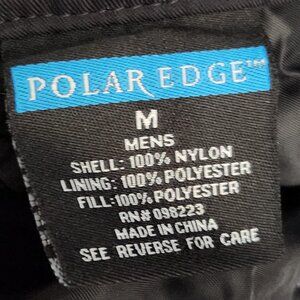 POLAR EDGE™
M
MENS
SHELL: 100% NYLON
LINING: 100% POLYESTER
FILL: 100% POLYESTER
RN# 098223
MADE IN CHINA
SEE REVERSE FOR CARE